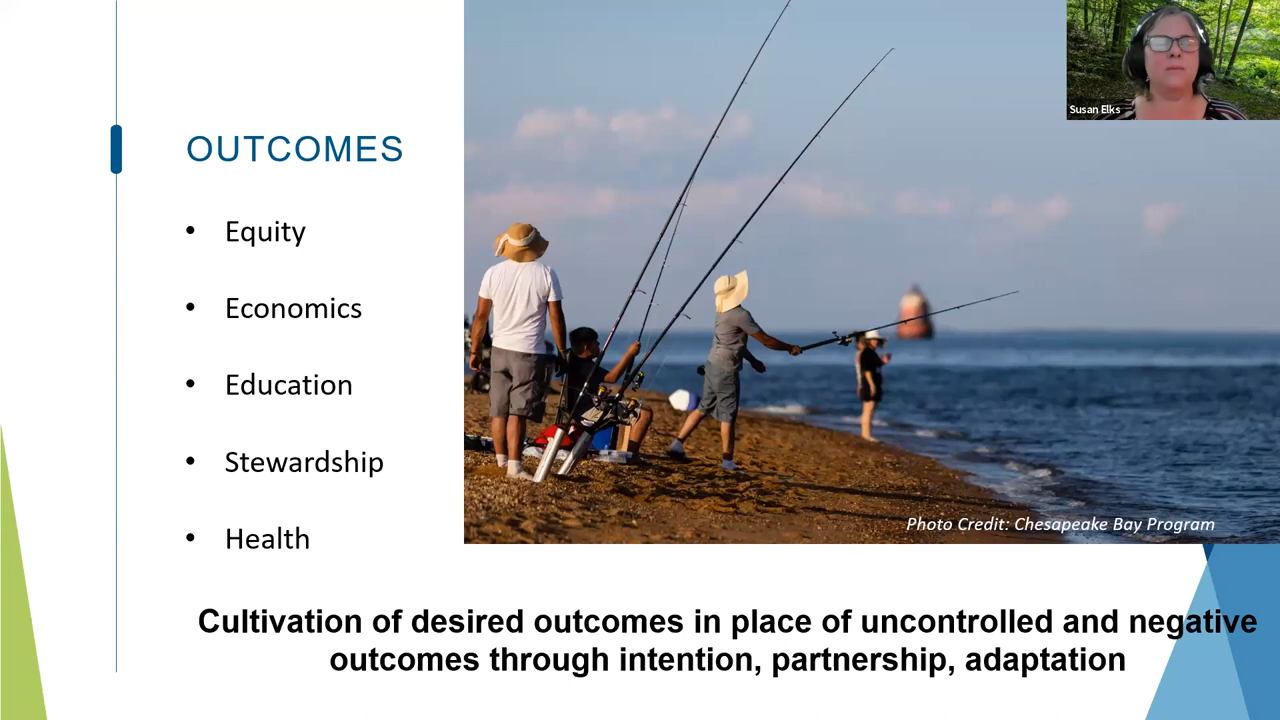 Susan Elks
OUTCOMES
• Equity
• Economics
• Education
• Stewardship
• Health
Photo Credit: Chesapeake Bay Program
Cultivation of desired outcomes in place of uncontrolled and negative
outcomes through intention, partnership, adaptation